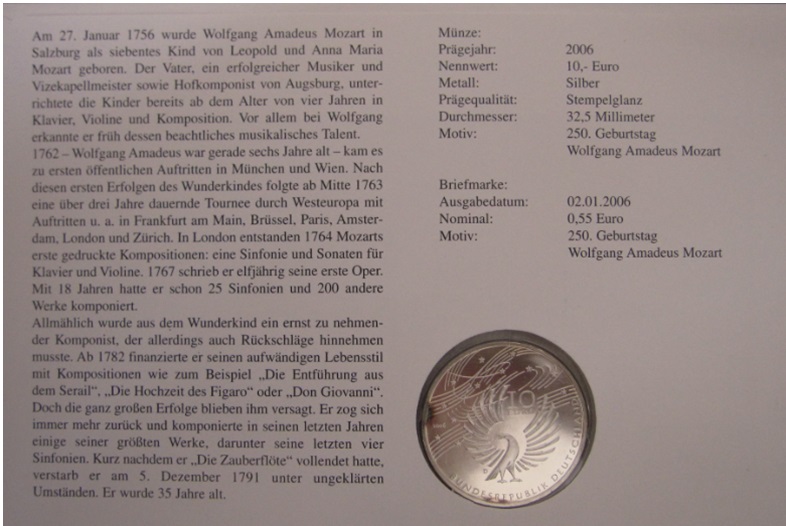 Am 27. Januar 1756 wurde Wolfgang Amadeus Mozart in
Salzburg als siebentes Kind von Leopold und Anna Maria
Mozart geboren. Der Vater, ein erfolgreicher Musiker und
Vizekapellmeister sowie Hofkomponist von Augsburg, unter-
richtete die Kinder bereits ab dem Alter von vier Jahren in
Klavier, Violine und Komposition. Vor allem bei Wolfgang
erkannte er früh dessen beachtliches musikalisches Talent.
1762 – Wolfgang Amadeus war gerade sechs Jahre alt – kam es
zu ersten öffentlichen Auftritten in München und Wien. Nach
diesen ersten Erfolgen des Wunderkindes folgte ab Mitte 1763
eine über drei Jahre dauernde Tournee durch Westeuropa mit
Auftritten u. a. in Frankfurt am Main, Brüssel, Paris, Amster-
dam, London und Zürich. In London entstanden 1764 Mozarts
erste gedruckte Kompositionen: eine Sinfonie und Sonaten für
Klavier und Violine. 1767 schrieb er elfjährig seine erste Oper.
Mit 18 Jahren hatte er schon 25 Sinfonien und 200 andere
Werke komponiert.
Allmählich wurde aus dem Wunderkind ein ernst zu nehmen-
der Komponist, der allerdings auch Rückschläge hinnehmen
musste. Ab 1782 finanzierte er seinen aufwändigen Lebensstil
mit Kompositionen wie zum Beispiel „Die Entführung aus
dem Serail“, „Die Hochzeit des Figaro“ oder „Don Giovanni“.
Doch die ganz großen Erfolge blieben ihm versagt. Er zog sich
immer mehr zurück und komponierte in seinen letzten Jahren
einige seiner größten Werke, darunter seine letzten vier
Sinfonien. Kurz nachdem er „Die Zauberflöte“ vollendet hatte,
verstarb er am 5. Dezember 1791 unter ungeklärten
Umständen. Er wurde 35 Jahre alt.
Münze:
Prägejahr: 2006
Nennwert: 10,- Euro
Metall: Silber
Prägequalität: Stempelglanz
Durchmesser: 32,5 Millimeter
Motiv: 250. Geburtstag
Wolfgang Amadeus Mozart
Briefmarke:
Ausgabedatum: 02.01.2006
Nominal: 0,55 Euro
Motiv: 250. Geburtstag
Wolfgang Amadeus Mozart
10
BUNDESREPUBLIK DEUTSCHLAND